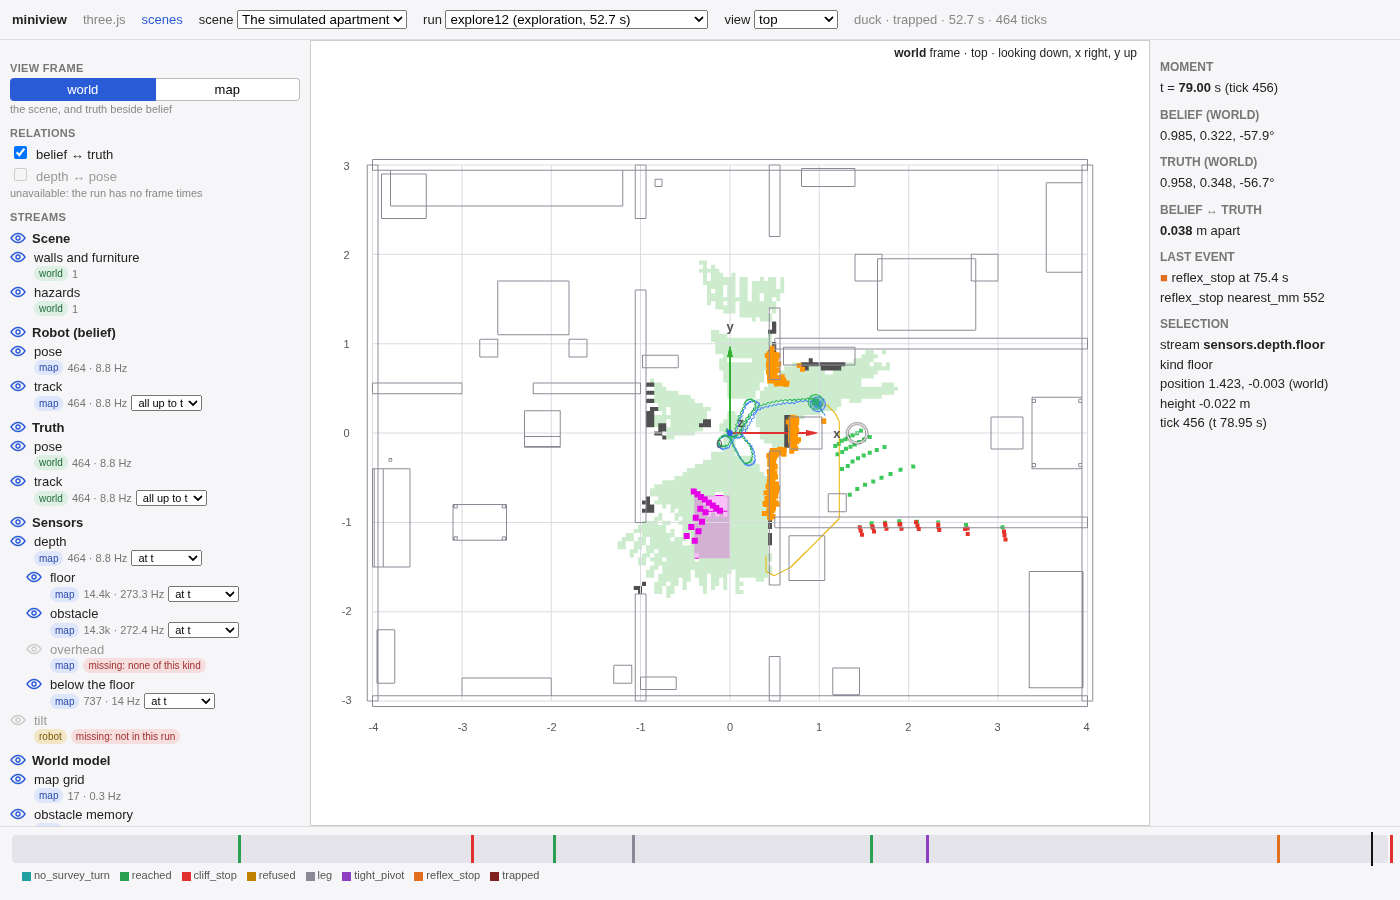 miniview three.js scenes scene The simulated apartment run explore12 (exploration, 52.7 s) view top duck · trapped · 52.7 s · 464 ticks
VIEW FRAME
world map
the scene, and truth beside belief
RELATIONS
belief ↔ truth
depth ↔ pose
unavailable: the run has no frame times
STREAMS
Scene
walls and furniture
world 1
hazards
world 1
Robot (belief)
pose
map 464 · 8.8 Hz
track
map 464 · 8.8 Hz all up to t
Truth
pose
world 464 · 8.8 Hz
track
world 464 · 8.8 Hz all up to t
Sensors
depth
map 464 · 8.8 Hz at t
floor
map 14.4k · 273.3 Hz at t
obstacle
map 14.3k · 272.4 Hz at t
overhead
map missing: none of this kind
below the floor
map 737 · 14 Hz at t
tilt
robot missing: not in this run
World model
map grid
map 17 · 0.3 Hz
obstacle memory
world frame · top · looking down, x right, y up
3
2
1
0
-1
-2
-3
-4 -3 -2 -1 0 1 2 3 4
y
z
x
MOMENT
t = 79.00 s (tick 456)
BELIEF (WORLD)
0.985, 0.322, -57.9°
TRUTH (WORLD)
0.958, 0.348, -56.7°
BELIEF ↔ TRUTH
0.038 m apart
LAST EVENT
reflex_stop at 75.4 s
reflex_stop nearest_mm 552
SELECTION
stream sensors.depth.floor
kind floor
position 1.423, -0.003 (world)
height -0.022 m
tick 456 (t 78.95 s)
no_survey_turn reached cliff_stop refused leg tight_pivot reflex_stop trapped